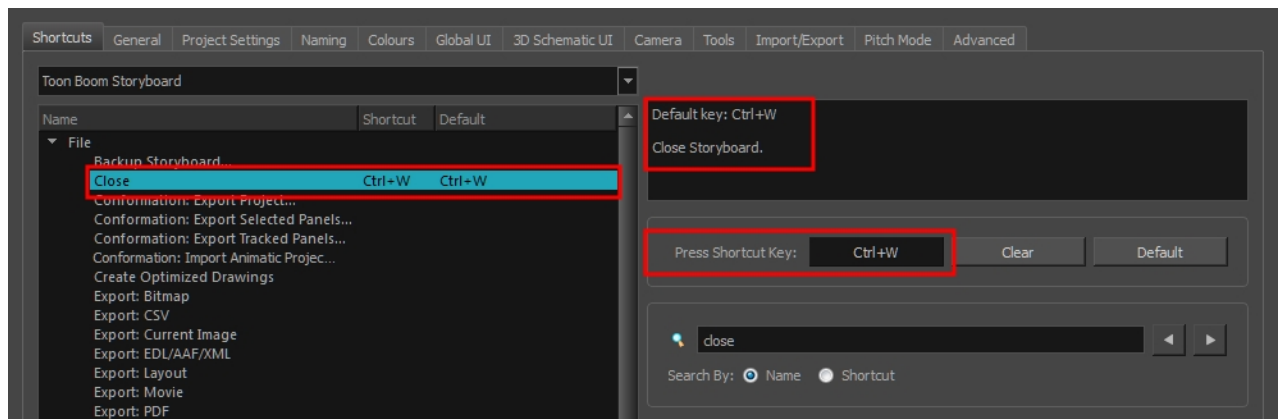 Shortcuts General Project Settings Naming Colours Global UI 3D Schematic UI Camera Tools Import/Export Pitch Mode Advanced
Toon Boom Storyboard
Name Shortcut Default
File
Backup Storyboard...
Close Ctrl+W Ctrl+W
Conformation: Export Project...
Conformation: Export Selected Panels...
Conformation: Export Tracked Panels...
Conformation: Import Animatic Projec...
Create Optimized Drawings
Export: Bitmap
Export: CSV
Export: Current Image
Export: EDL/AAF/XML
Export: Layout
Export: Movie
Export: PDF
Default key: Ctrl+W
Close Storyboard.
Press Shortcut Key: Ctrl+W Clear Default
close
Search By: Name Shortcut